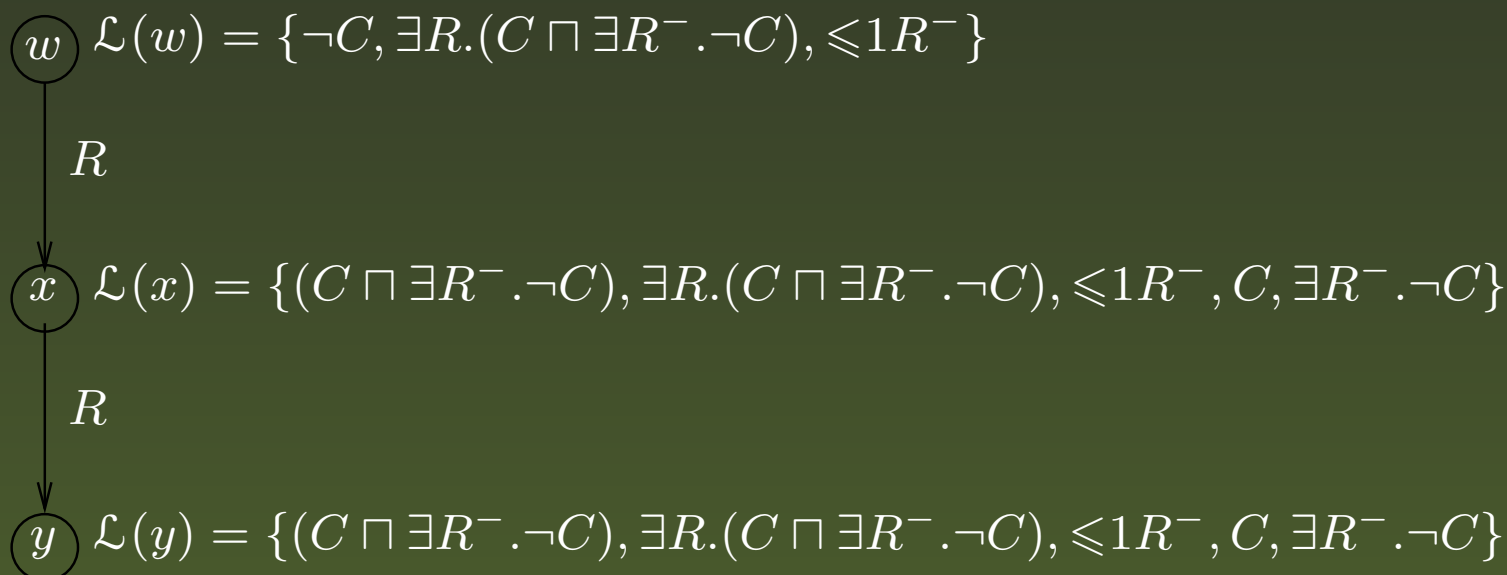 w ℒ(w) = {¬C, ∃R.(C ⊓ ∃R⁻.¬C), ⩽1R⁻}
R
x ℒ(x) = {(C ⊓ ∃R⁻.¬C), ∃R.(C ⊓ ∃R⁻.¬C), ⩽1R⁻, C, ∃R⁻.¬C}
R
y ℒ(y) = {(C ⊓ ∃R⁻.¬C), ∃R.(C ⊓ ∃R⁻.¬C), ⩽1R⁻, C, ∃R⁻.¬C}